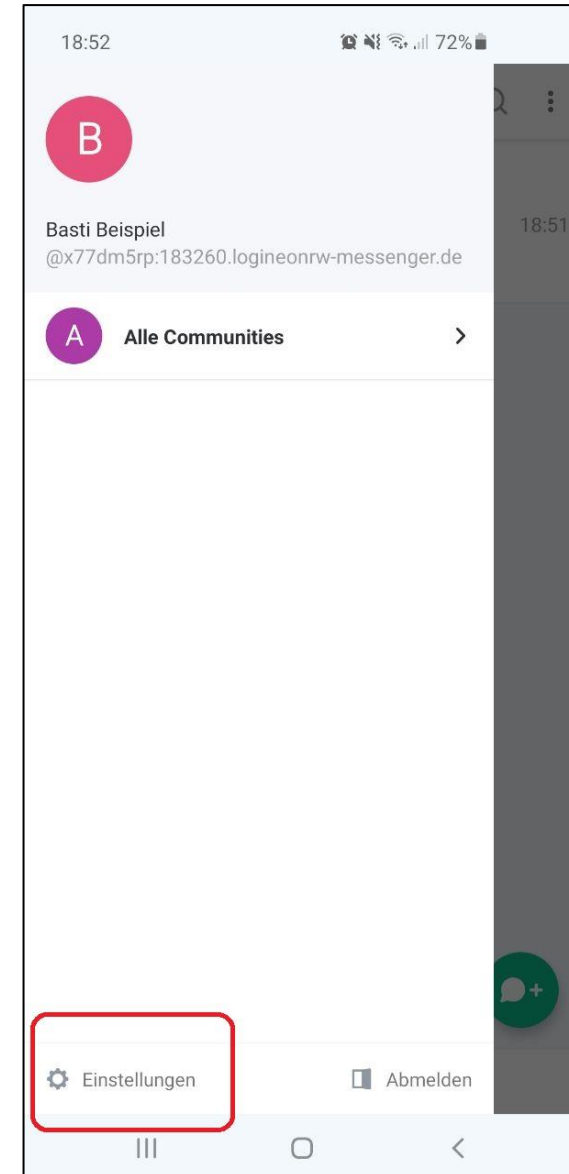 18:52 72%
B
Basti Beispiel
@x77dm5rp:183260.logineonrw-messenger.de
18:51
A Alle Communities
Einstellungen Abmelden